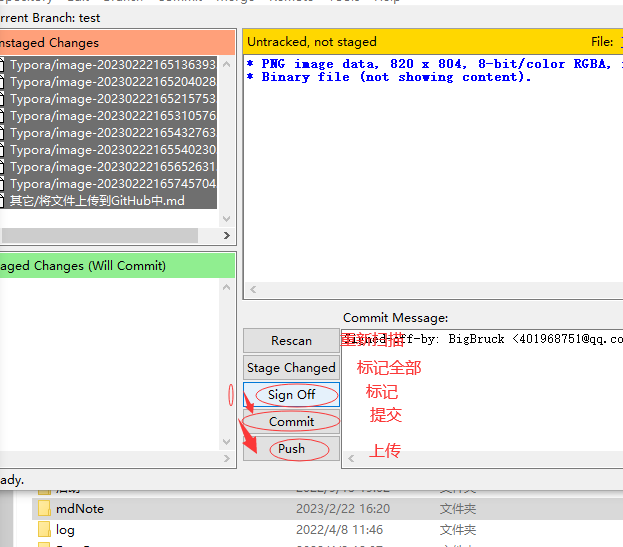 rrent Branch: test
nstaged Changes
Untracked, not staged
File:
Typora/image-20230222165136393
Typora/image-20230222165204028
Typora/image-20230222165215753
Typora/image-20230222165310576
Typora/image-20230222165432763
Typora/image-20230222165540230
Typora/image-20230222165652631
Typora/image-20230222165745704
其它/将文件上传到GitHub中.md
* PNG image data, 820 x 804, 8-bit/color RGBA,
* Binary file (not showing content).
aged Changes (Will Commit)
Commit Message:
Rescan
重新扫描
-off-by: BigBruck <401968751@qq.co
Stage Changed
标记全部
Sign Off
标记
Commit
提交
Push
上传
ady.
文件夹
mdNote
2023/2/22 16:20
文件夹
log
2022/4/8 11:46
文件夹